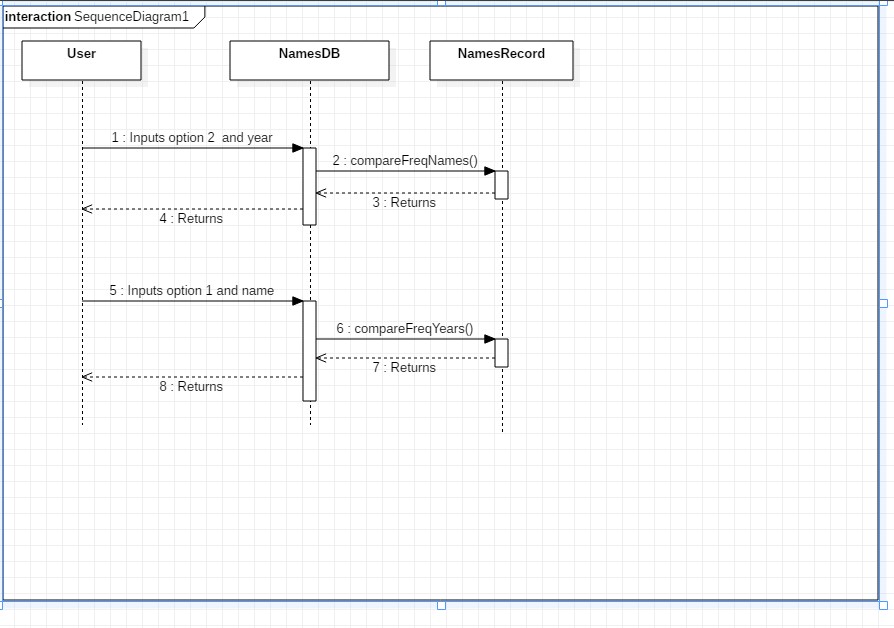 interaction SequenceDiagram1
User
NamesDB
NamesRecord
1 : Inputs option 2  and year
2 : compareFreqNames()
3 : Returns
4 : Returns
5 : Inputs option 1 and name
6 : compareFreqYears()
7 : Returns
8 : Returns